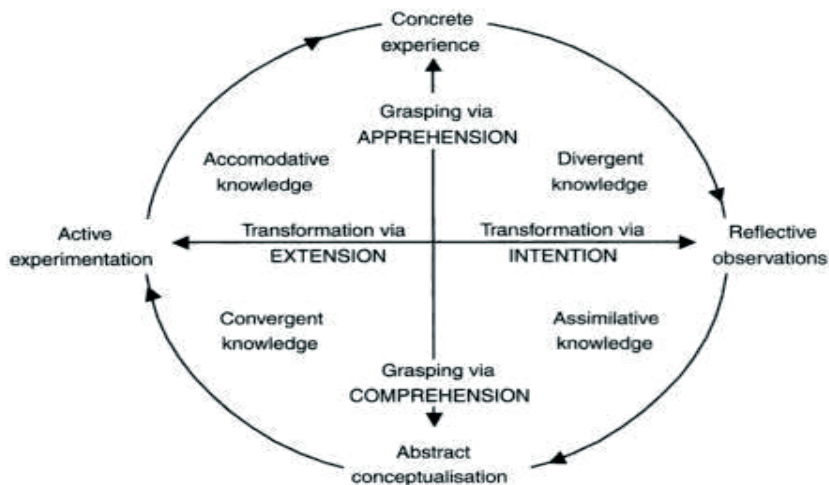 Concrete
experience
Grasping via
APPREHENSION
Accomodative
knowledge
Divergent
knowledge
Active
experimentation
Transformation via
EXTENSION
Transformation via
INTENTION
Reflective
observations
Convergent
knowledge
Assimilative
knowledge
Grasping via
COMPREHENSION
Abstract
conceptualisation